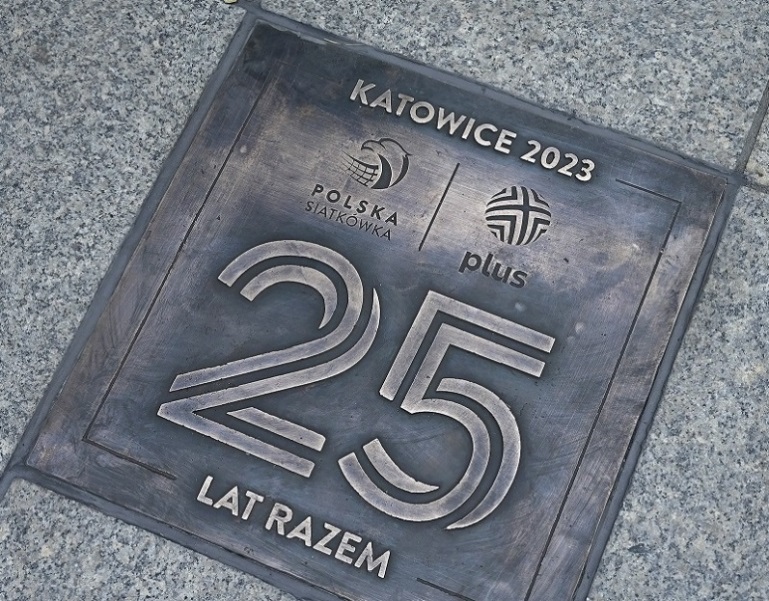 KATOWICE 2023
POLSKA
SIATKÓWKA
plus
25
LAT RAZEM